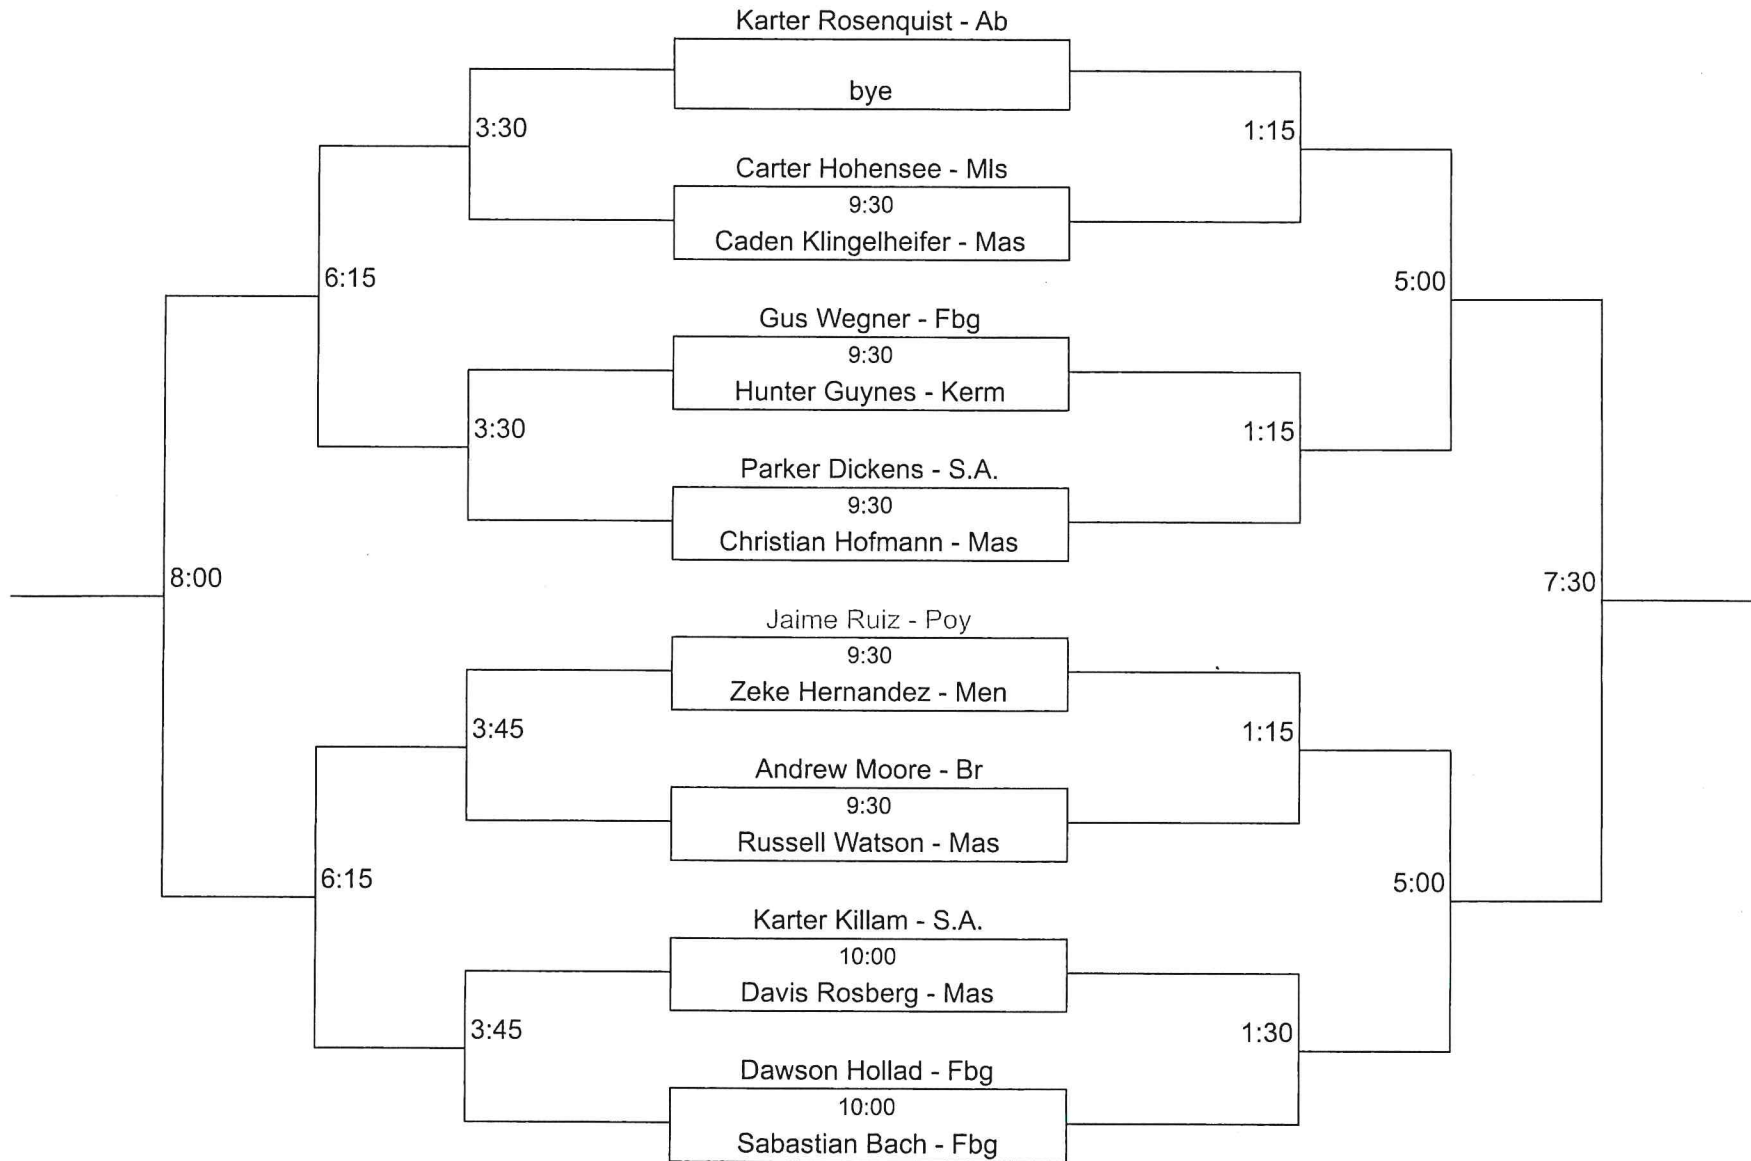 Karter Rosenquist - Ab
bye
3:30
1:15
Carter Hohensee - Mls
9:30
Caden Klingelheifer - Mas
6:15
5:00
Gus Wegner - Fbg
9:30
Hunter Guynes - Kerm
3:30
1:15
Parker Dickens - S.A.
9:30
Christian Hofmann - Mas
8:00
7:30
Jaime Ruiz - Poy
9:30
Zeke Hernandez - Men
3:45
1:15
Andrew Moore - Br
9:30
Russell Watson - Mas
6:15
5:00
Karter Killam - S.A.
10:00
Davis Rosberg - Mas
3:45
1:30
Dawson Hollad - Fbg
10:00
Sabastian Bach - Fbg